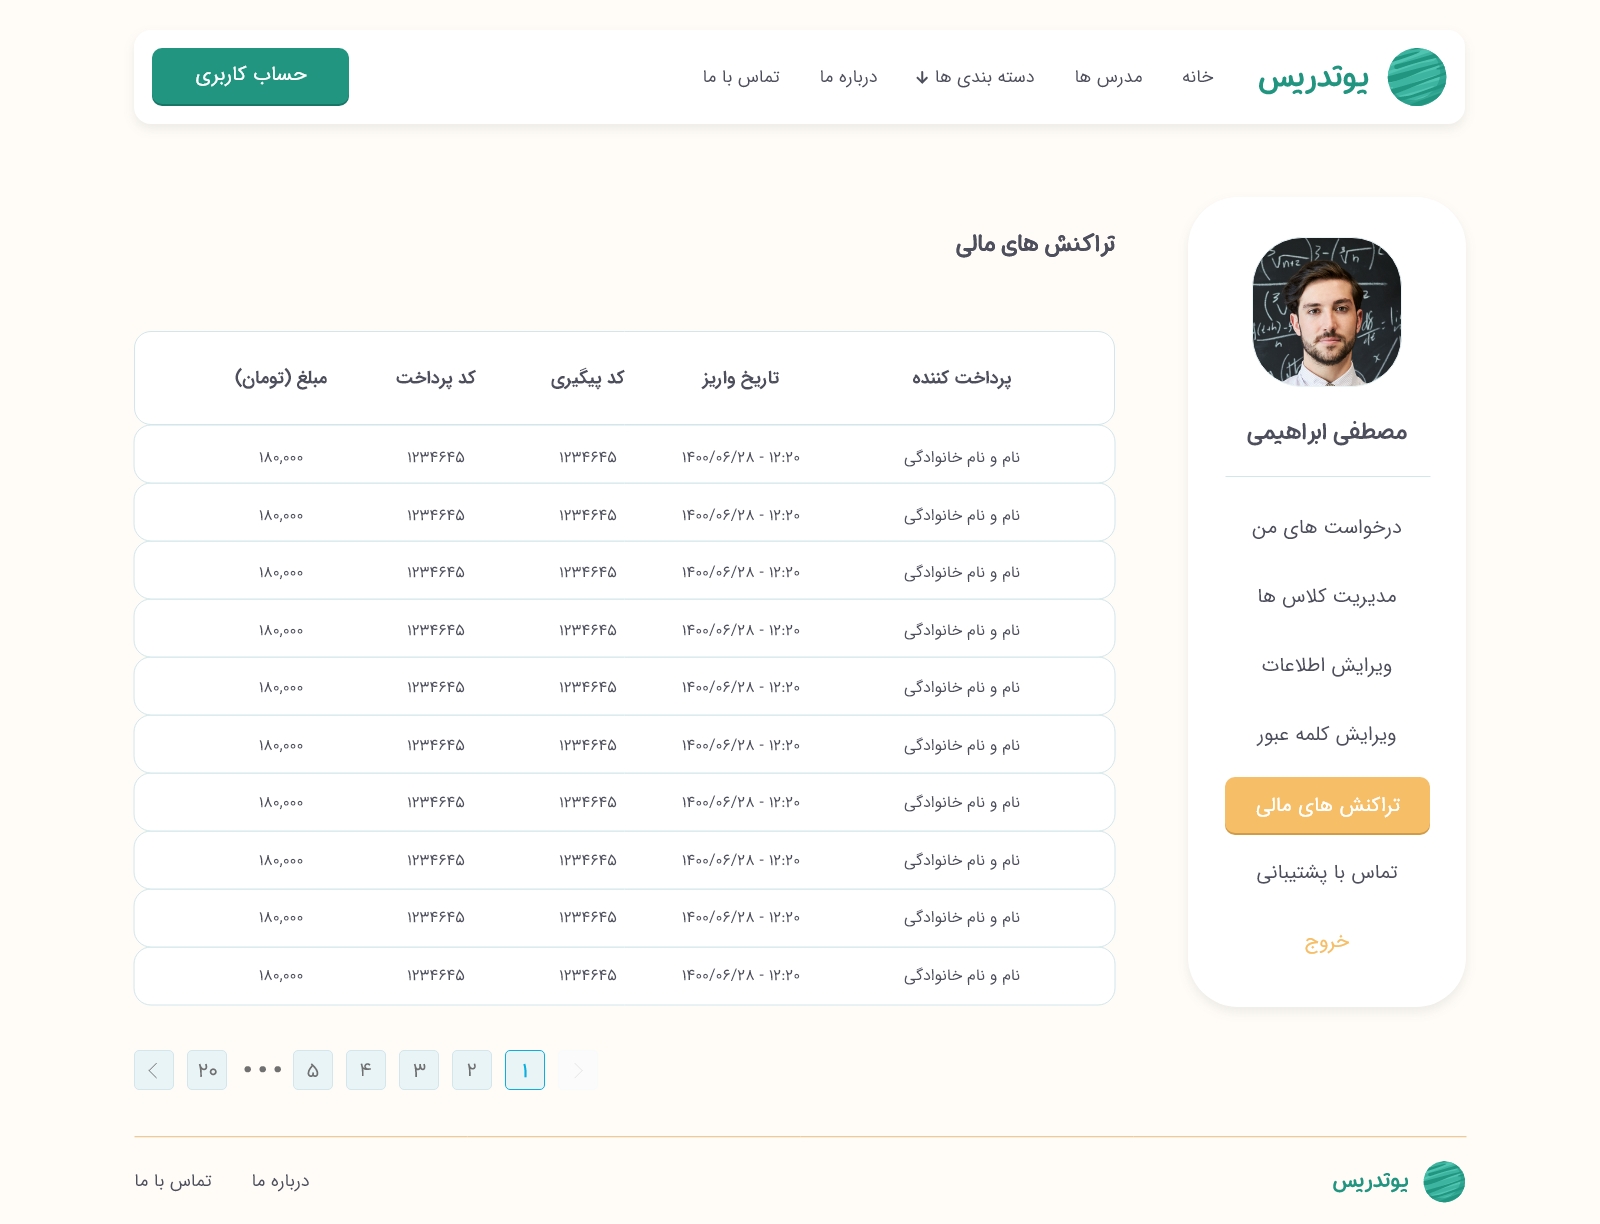 یوتدریس
خانه
مدرس ها
دسته بندی ها
درباره ما
تماس با ما
حساب کاربری
مصطفی ابراهیمی
درخواست های من
مدیریت کلاس ها
ویرایش اطلاعات
ویرایش کلمه عبور
تراکنش های مالی
تماس با پشتیبانی
خروج
تراکنش های مالی
پرداخت کننده تاریخ واریز کد پیگیری کد پرداخت مبلغ (تومان)
نام و نام خانوادگی ۱۴۰۰/۰۶/۲۸ - ۱۲:۲۰ ۱۲۳۴۶۴۵ ۱۲۳۴۶۴۵ ۱۸۰,۰۰۰
نام و نام خانوادگی ۱۴۰۰/۰۶/۲۸ - ۱۲:۲۰ ۱۲۳۴۶۴۵ ۱۲۳۴۶۴۵ ۱۸۰,۰۰۰
نام و نام خانوادگی ۱۴۰۰/۰۶/۲۸ - ۱۲:۲۰ ۱۲۳۴۶۴۵ ۱۲۳۴۶۴۵ ۱۸۰,۰۰۰
نام و نام خانوادگی ۱۴۰۰/۰۶/۲۸ - ۱۲:۲۰ ۱۲۳۴۶۴۵ ۱۲۳۴۶۴۵ ۱۸۰,۰۰۰
نام و نام خانوادگی ۱۴۰۰/۰۶/۲۸ - ۱۲:۲۰ ۱۲۳۴۶۴۵ ۱۲۳۴۶۴۵ ۱۸۰,۰۰۰
نام و نام خانوادگی ۱۴۰۰/۰۶/۲۸ - ۱۲:۲۰ ۱۲۳۴۶۴۵ ۱۲۳۴۶۴۵ ۱۸۰,۰۰۰
نام و نام خانوادگی ۱۴۰۰/۰۶/۲۸ - ۱۲:۲۰ ۱۲۳۴۶۴۵ ۱۲۳۴۶۴۵ ۱۸۰,۰۰۰
نام و نام خانوادگی ۱۴۰۰/۰۶/۲۸ - ۱۲:۲۰ ۱۲۳۴۶۴۵ ۱۲۳۴۶۴۵ ۱۸۰,۰۰۰
نام و نام خانوادگی ۱۴۰۰/۰۶/۲۸ - ۱۲:۲۰ ۱۲۳۴۶۴۵ ۱۲۳۴۶۴۵ ۱۸۰,۰۰۰
نام و نام خانوادگی ۱۴۰۰/۰۶/۲۸ - ۱۲:۲۰ ۱۲۳۴۶۴۵ ۱۲۳۴۶۴۵ ۱۸۰,۰۰۰
۱ ۲ ۳ ۴ ۵ ••• ۲۰
یوتدریس
درباره ما
تماس با ما